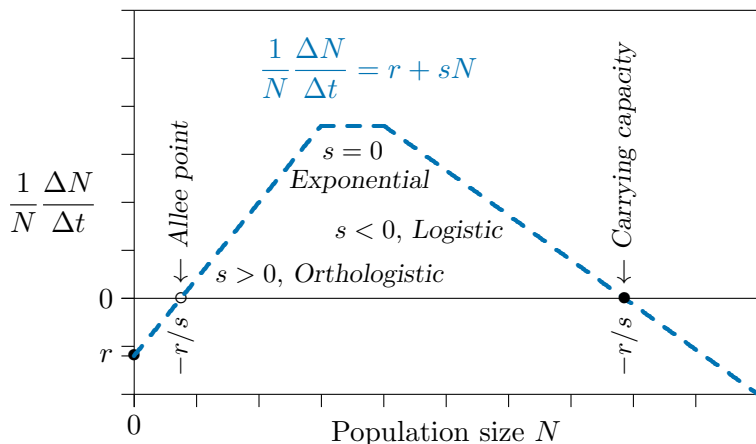 1/N ΔN/Δt = r + sN
1/N ΔN/Δt
← Allee point
← Carrying capacity
s = 0
Exponential
s < 0, Logistic
s > 0, Orthologistic
0
r
−r/s
−r/s
0
Population size N